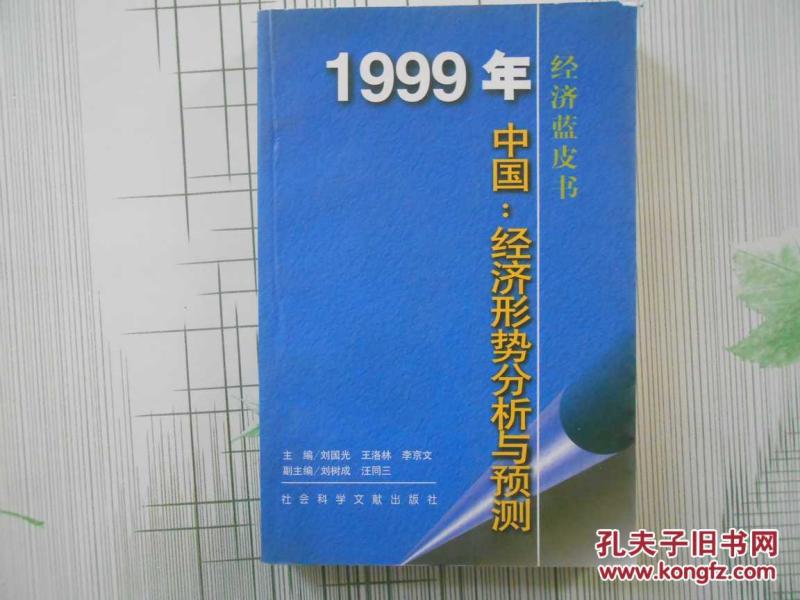 1999年
中国：经济形势分析与预测
经济蓝皮书
主 编/刘国光 王洛林 李京文
副主编/刘树成 汪同三
社会科学文献出版社
孔夫子旧书网
www.kongfz.com